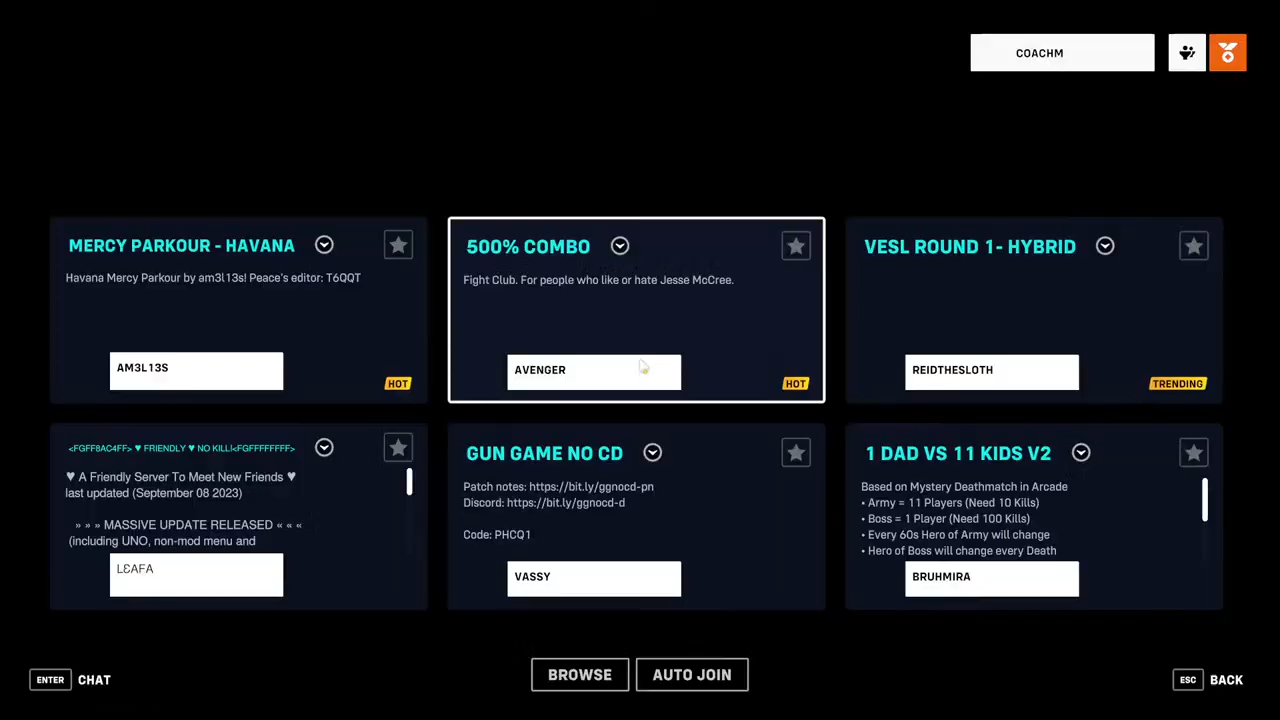 COACHM
MERCY PARKOUR - HAVANA
Havana Mercy Parkour by am3l13s! Peace's editor: T6QQT
AM3L13S
HOT
500% COMBO
Fight Club. For people who like or hate Jesse McCree.
AVENGER
HOT
VESL ROUND 1- HYBRID
REIDTHESLOTH
TRENDING
<FGFF8AC4FF> ♥ FRIENDLY ♥ NO KILL!<FGFFFFFFFF>
♥ A Friendly Server To Meet New Friends ♥
last updated (September 08 2023)
» » » MASSIVE UPDATE RELEASED « « «
(including UNO, non-mod menu and
LƐAFA
GUN GAME NO CD
Patch notes: https://bit.ly/ggnocd-pn
Discord: https://bit.ly/ggnocd-d
Code: PHCQ1
VASSY
1 DAD VS 11 KIDS V2
Based on Mystery Deathmatch in Arcade
• Army = 11 Players (Need 10 Kills)
• Boss = 1 Player (Need 100 Kills)
• Every 60s Hero of Army will change
• Hero of Boss will change every Death
BRUHMIRA
ENTER CHAT
BROWSE
AUTO JOIN
ESC BACK